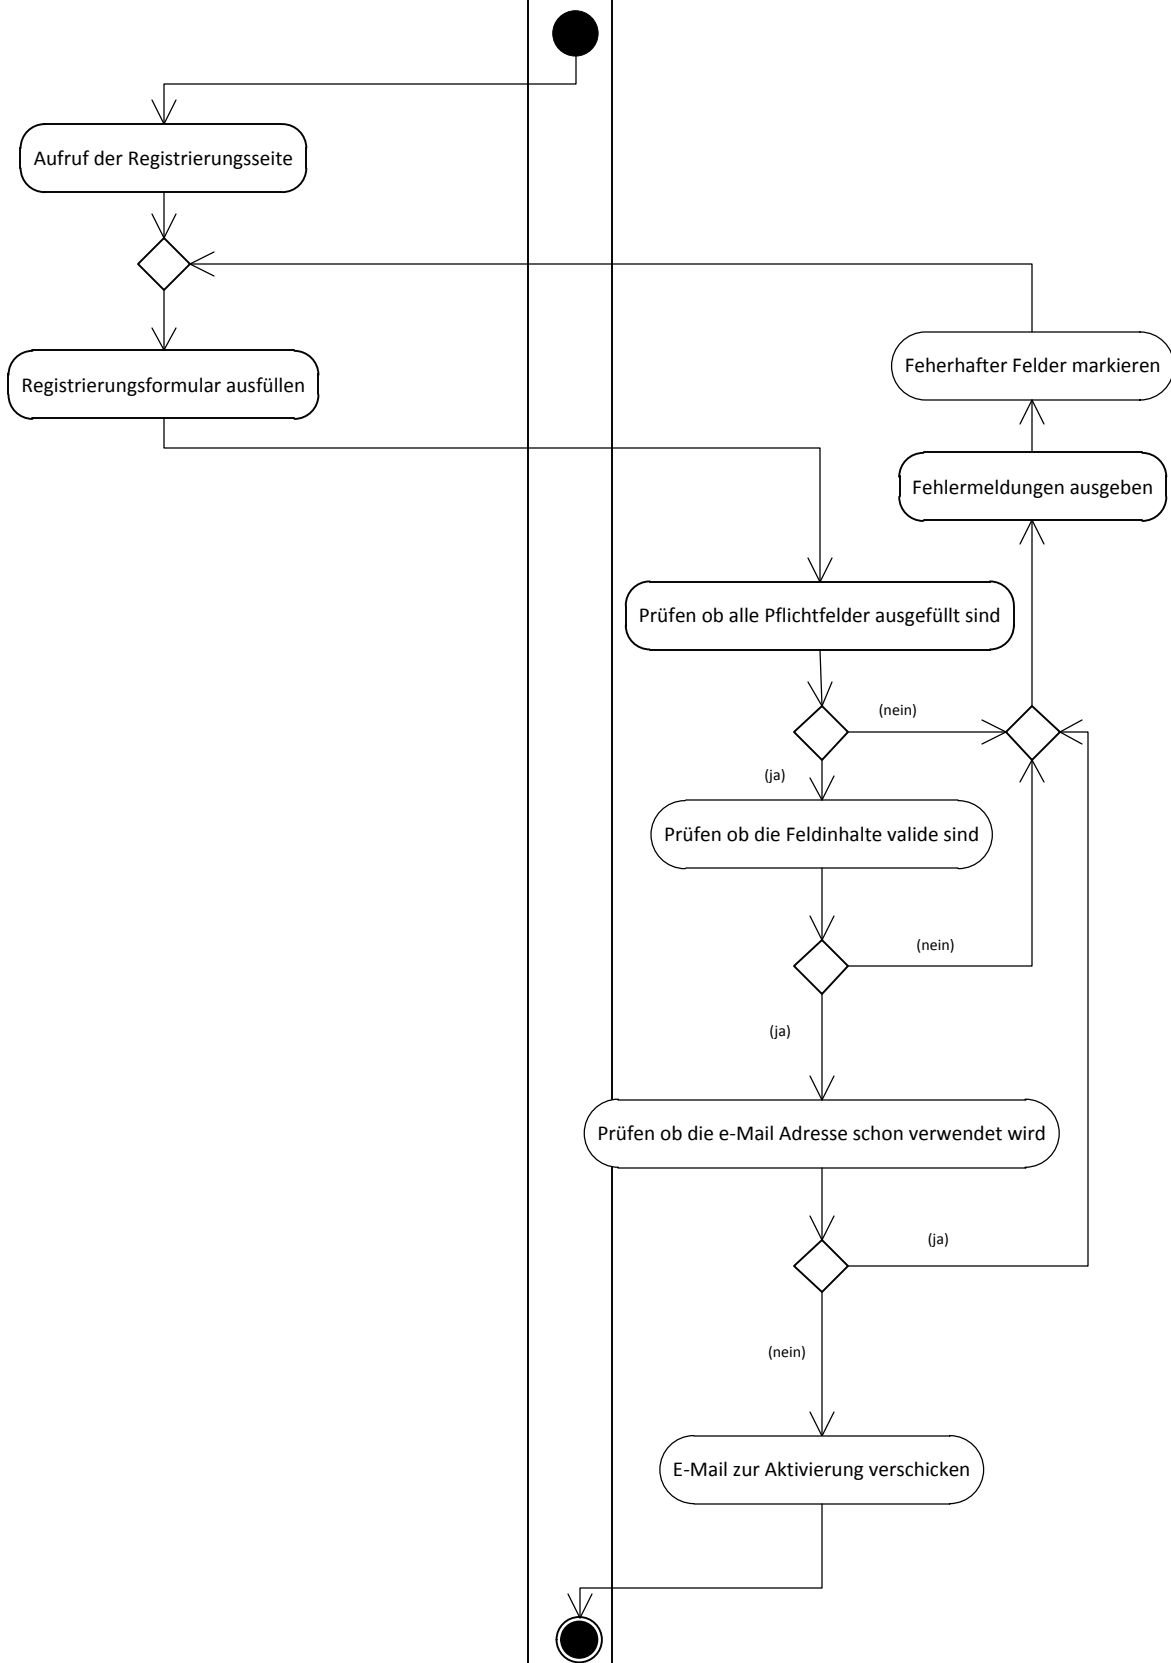 Aufruf der Registrierungsseite
Feherhafter Felder markieren
Registrierungsformular ausfüllen
Fehlermeldungen ausgeben
Prüfen ob alle Pflichtfelder ausgefüllt sind
(nein)
(ja)
Prüfen ob die Feldinhalte valide sind
(nein)
(ja)
Prüfen ob die e-Mail Adresse schon verwendet wird
(ja)
(nein)
E-Mail zur Aktivierung verschicken